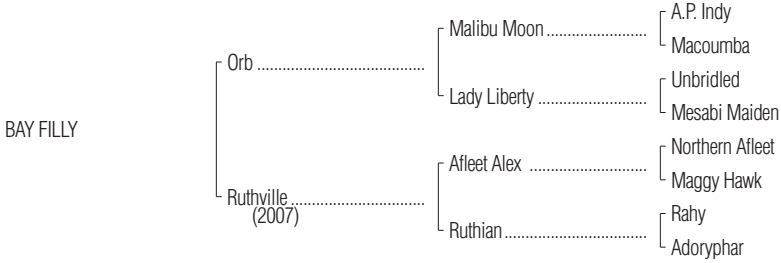 A.P. Indy
Malibu Moon
Macoumba
Orb
Unbridled
Lady Liberty
Mesabi Maiden
BAY FILLY
Northern Afleet
Afleet Alex
Maggy Hawk
Ruthville
(2007)
Rahy
Ruthian
Adoryphar